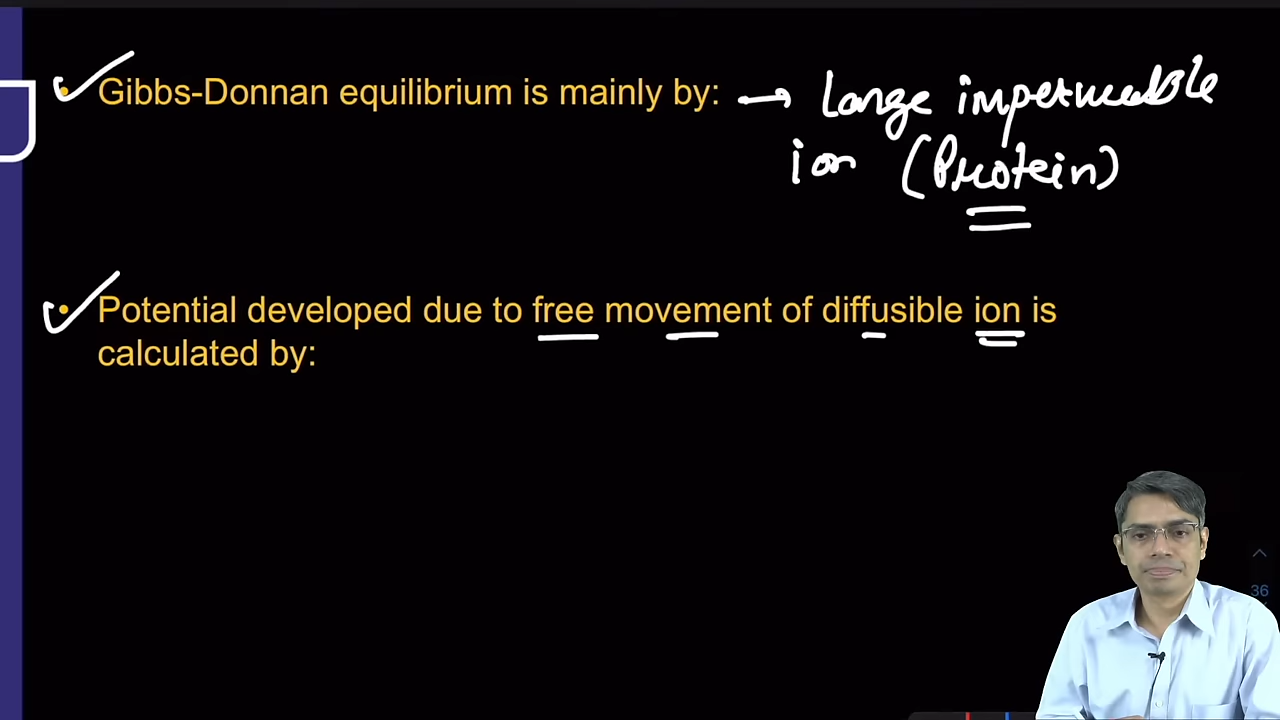 Gibbs-Donnan equilibrium is mainly by: → Large impermeable
ion (Protein)
Potential developed due to free movement of diffusible ion is
calculated by:
36